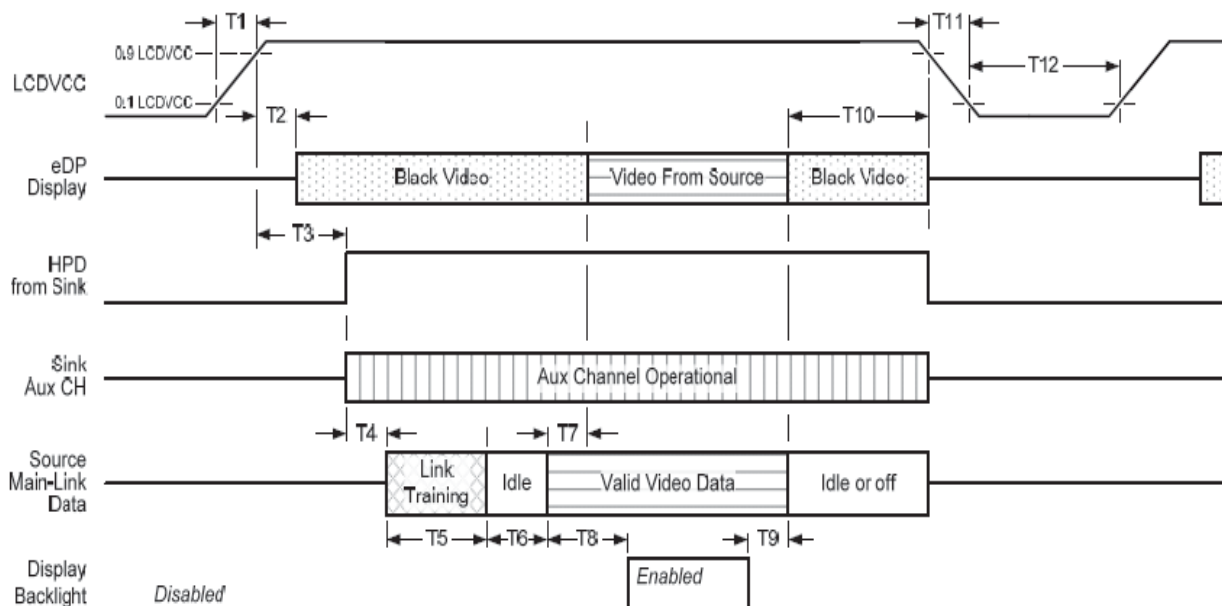 T1
T11
0.9 LCDVCC
LCDVCC
T12
0.1 LCDVCC
T2
T10
eDP
Display
Black Video
Video From Source
Black Video
T3
HPD
from Sink
Sink
Aux CH
Aux Channel Operational
T4
T7
Source
Main-Link
Data
Link
Training
Idle
Valid Video Data
Idle or off
T5
T6
T8
T9
Display
Backlight
Disabled
Enabled